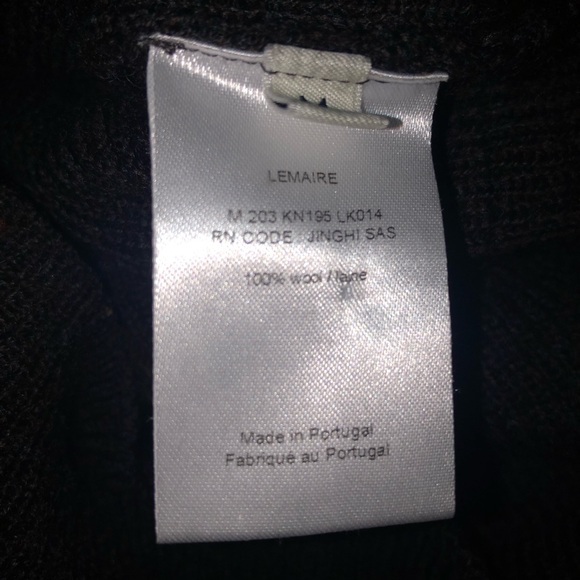 LEMAIRE
M 203 KN195 LK014
RN CODE : JINGHI SAS
100% wool / laine
Made in Portugal
Fabriqué au Portugal